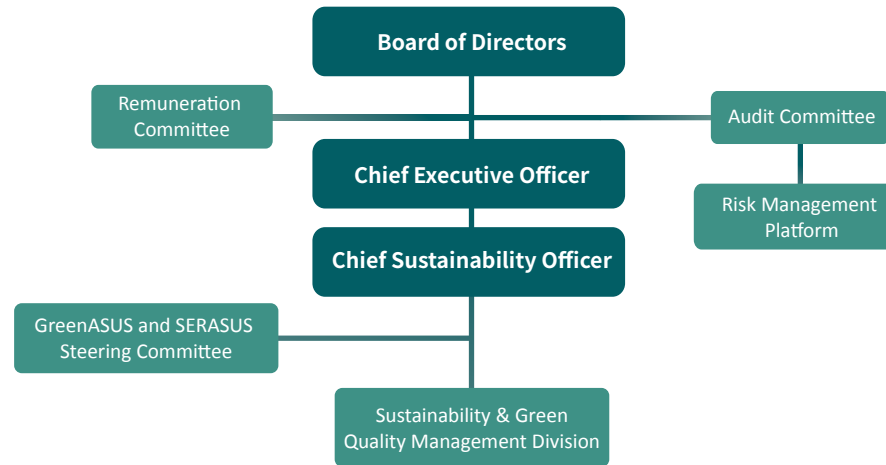 Board of Directors
Remuneration
Committee
Audit Committee
Chief Executive Officer
Risk Management
Platform
Chief Sustainability Officer
GreenASUS and SERASUS
Steering Committee
Sustainability & Green
Quality Management Division